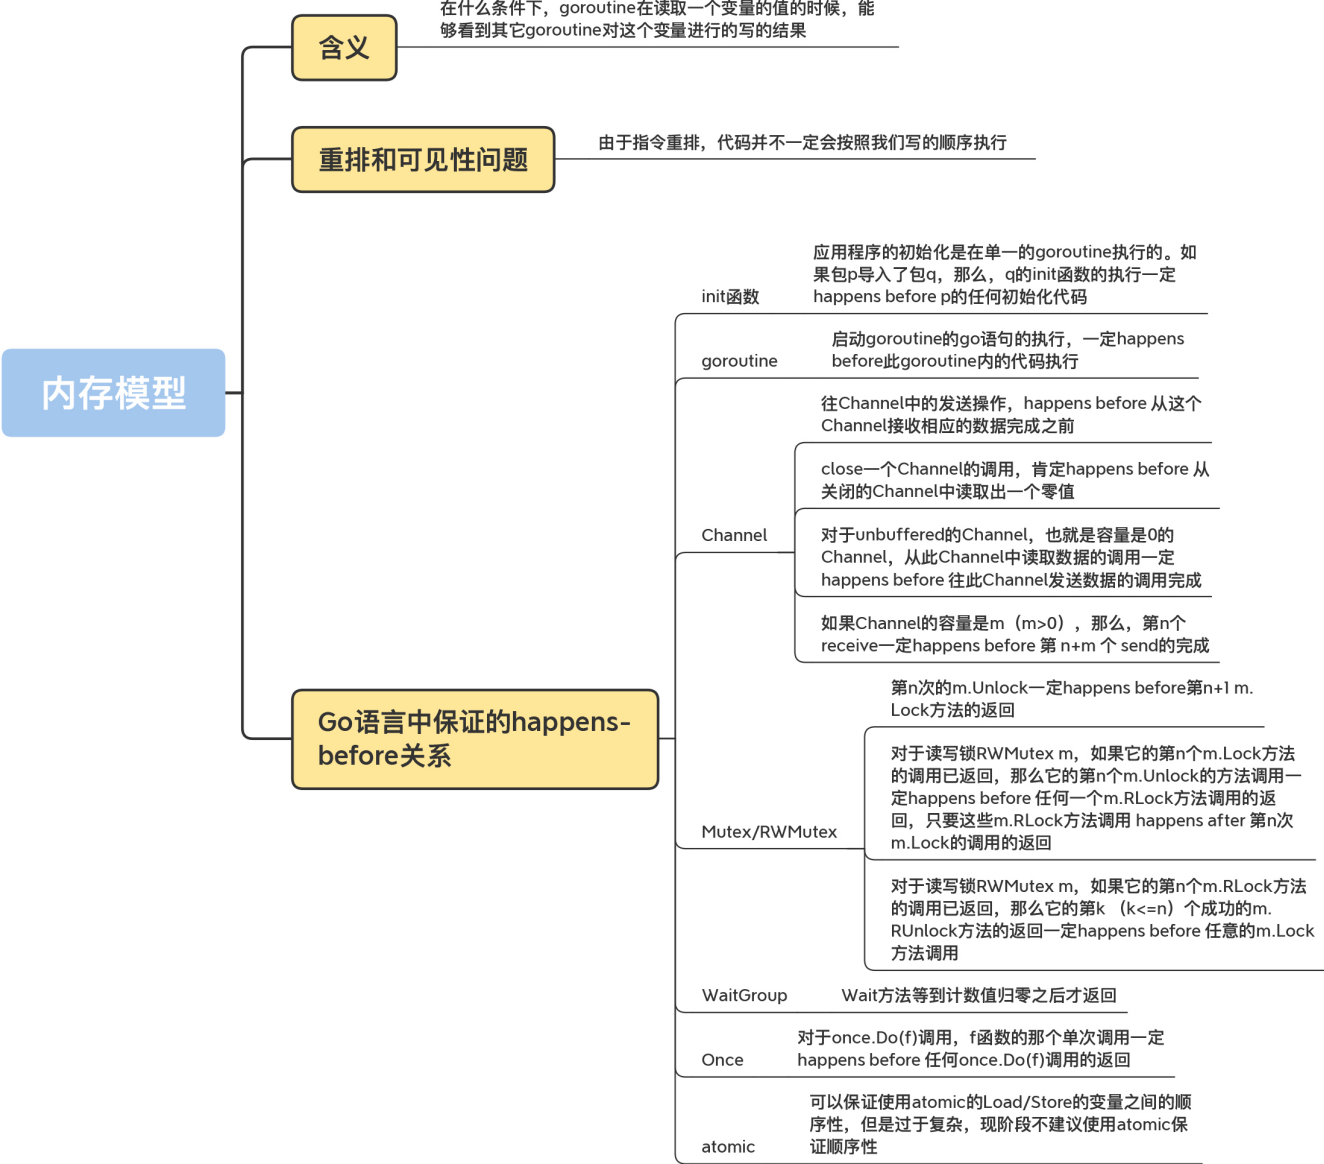 在什么条件下，goroutine在读取一个变量的值的时候，能
够看到其它goroutine对这个变量进行的写的结果
含义
由于指令重排，代码并不一定会按照我们写的顺序执行
重排和可见性问题
应用程序的初始化是在单一的goroutine执行的。如
果包p导入了包q，那么，q的init函数的执行一定
happens before p的任何初始化代码
init函数
启动goroutine的go语句的执行，一定happens
before此goroutine内的代码执行
goroutine
内存模型
往Channel中的发送操作，happens before 从这个
Channel接收相应的数据完成之前
close一个Channel的调用，肯定happens before 从
关闭的Channel中读取出一个零值
Channel
对于unbuffered的Channel，也就是容量是0的
Channel，从此Channel中读取数据的调用一定
happens before 往此Channel发送数据的调用完成
如果Channel的容量是m（m>0），那么，第n个
receive一定happens before 第 n+m 个 send的完成
Go语言中保证的happens-
before关系
第n次的m.Unlock一定happens before第n+1 m.
Lock方法的返回
对于读写锁RWMutex m，如果它的第n个m.Lock方法
的调用已返回，那么它的第n个m.Unlock的方法调用一
定happens before 任何一个m.RLock方法调用的返
回，只要这些m.RLock方法调用 happens after 第n次
m.Lock的调用的返回
Mutex/RWMutex
对于读写锁RWMutex m，如果它的第n个m.RLock方法
的调用已返回，那么它的第k （k<=n）个成功的m.
RUnlock方法的返回一定happens before 任意的m.Lock
方法调用
WaitGroup
Wait方法等到计数值归零之后才返回
对于once.Do(f)调用，f函数的那个单次调用一定
happens before 任何once.Do(f)调用的返回
Once
可以保证使用atomic的Load/Store的变量之间的顺
序性，但是过于复杂，现阶段不建议使用atomic保
证顺序性
atomic